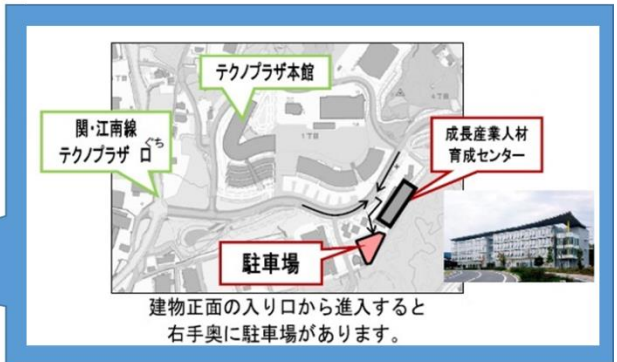 テクノプラザ本館
関・江南線
テクノプラザ 口ぐち
成長産業人材
育成センター
1丁目
駐車場
建物正面の入り口から進入すると
右手奥に駐車場があります。